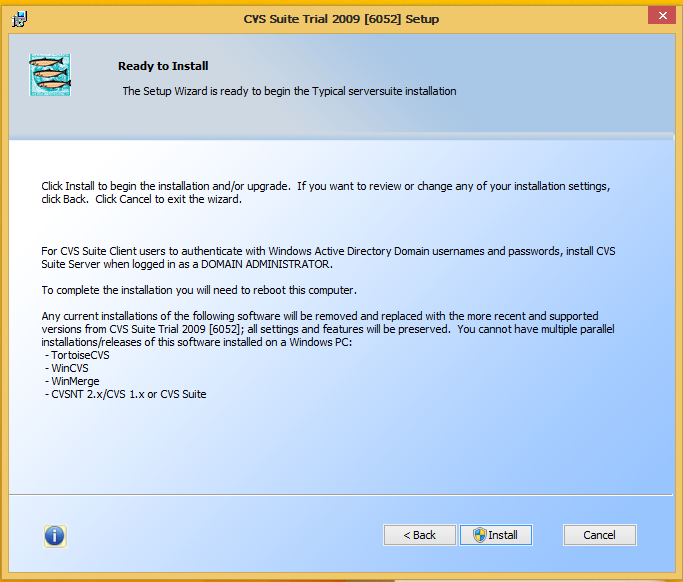 CVS Suite Trial 2009 [6052] Setup
Ready to Install
The Setup Wizard is ready to begin the Typical serversuite installation
Click Install to begin the installation and/or upgrade.  If you want to review or change any of your installation settings,
click Back.  Click Cancel to exit the wizard.
For CVS Suite Client users to authenticate with Windows Active Directory Domain usernames and passwords, install CVS
Suite Server when logged in as a DOMAIN ADMINISTRATOR.
To complete the installation you will need to reboot this computer.
Any current installations of the following software will be removed and replaced with the more recent and supported
versions from CVS Suite Trial 2009 [6052]; all settings and features will be preserved.  You cannot have multiple parallel
installations/releases of this software installed on a Windows PC:
- TortoiseCVS
- WinCVS
- WinMerge
- CVSNT 2.x/CVS 1.x or CVS Suite
< Back
Install
Cancel